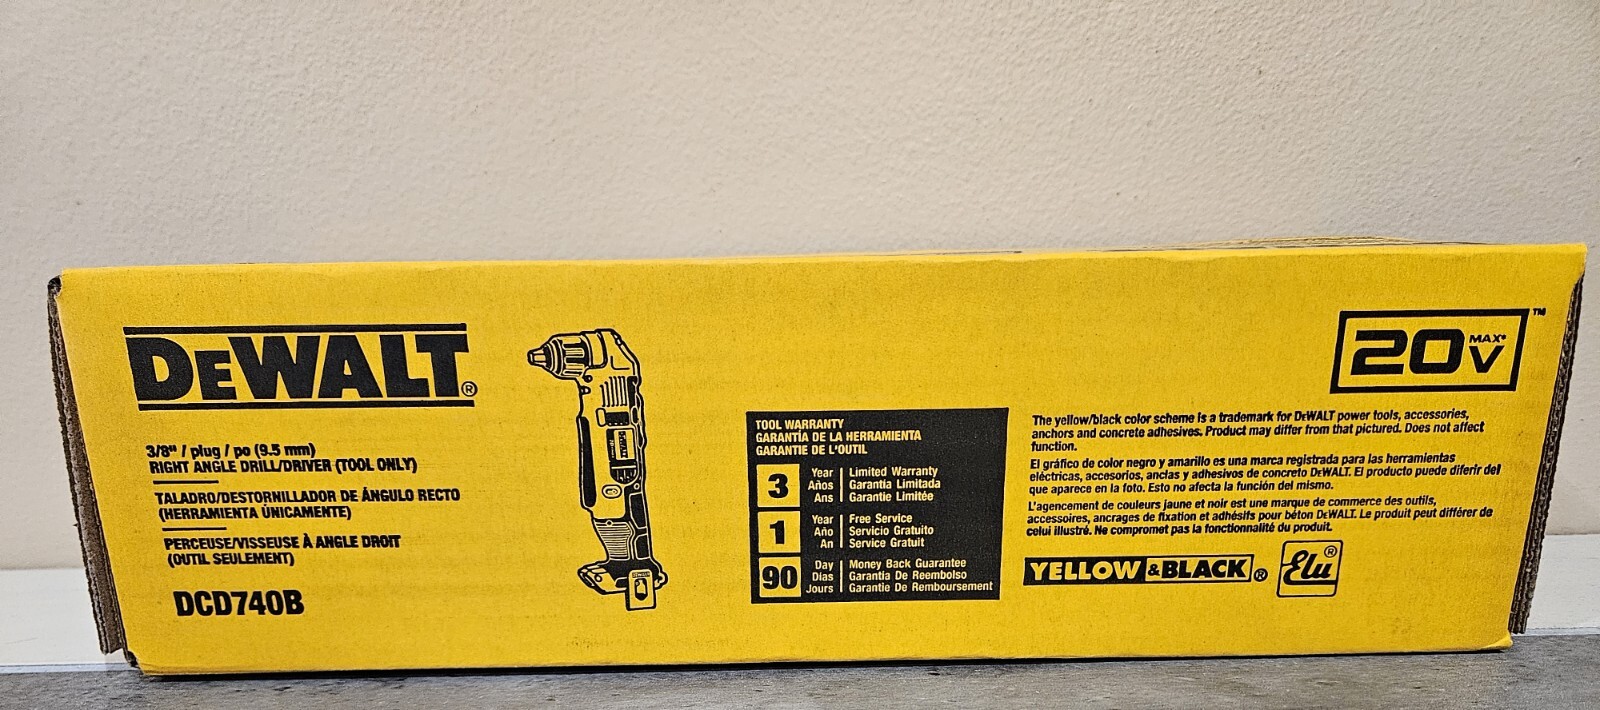 DEWALT®
3/8" / plug / po (9.5 mm)
RIGHT ANGLE DRILL/DRIVER (TOOL ONLY)
TALADRO/DESTORNILLADOR DE ÁNGULO RECTO
(HERRAMIENTA ÚNICAMENTE)
PERCEUSE/VISSEUSE À ANGLE DROIT
(OUTIL SEULEMENT)
DCD740B
TOOL WARRANTY
GARANTÍA DE LA HERRAMIENTA
GARANTIE DE L'OUTIL
3 Year Limited Warranty
Años Garantía Limitada
Ans Garantie Limitée
1 Year Free Service
Año Servicio Gratuito
An Service Gratuit
90 Day Money Back Guarantee
Dias Garantía De Reembolso
Jours Garantie De Remboursement
20V MAX* ™
The yellow/black color scheme is a trademark for DEWALT power tools, accessories,
anchors and concrete adhesives. Product may differ from that pictured. Does not affect
function.
El gráfico de color negro y amarillo es una marca registrada para las herramientas
eléctricas, accesorios, anclas y adhesivos de concreto DEWALT. El producto puede diferir del
que aparece en la foto. Esto no afecta la función del mismo.
L'agencement de couleurs jaune et noir est une marque de commerce des outils,
accessoires, ancrages de fixation et adhésifs pour béton DEWALT. Le produit peut différer de
celui illustré. Ne compromet pas la fonctionnalité du produit.
YELLOW & BLACK ®
Elu ®